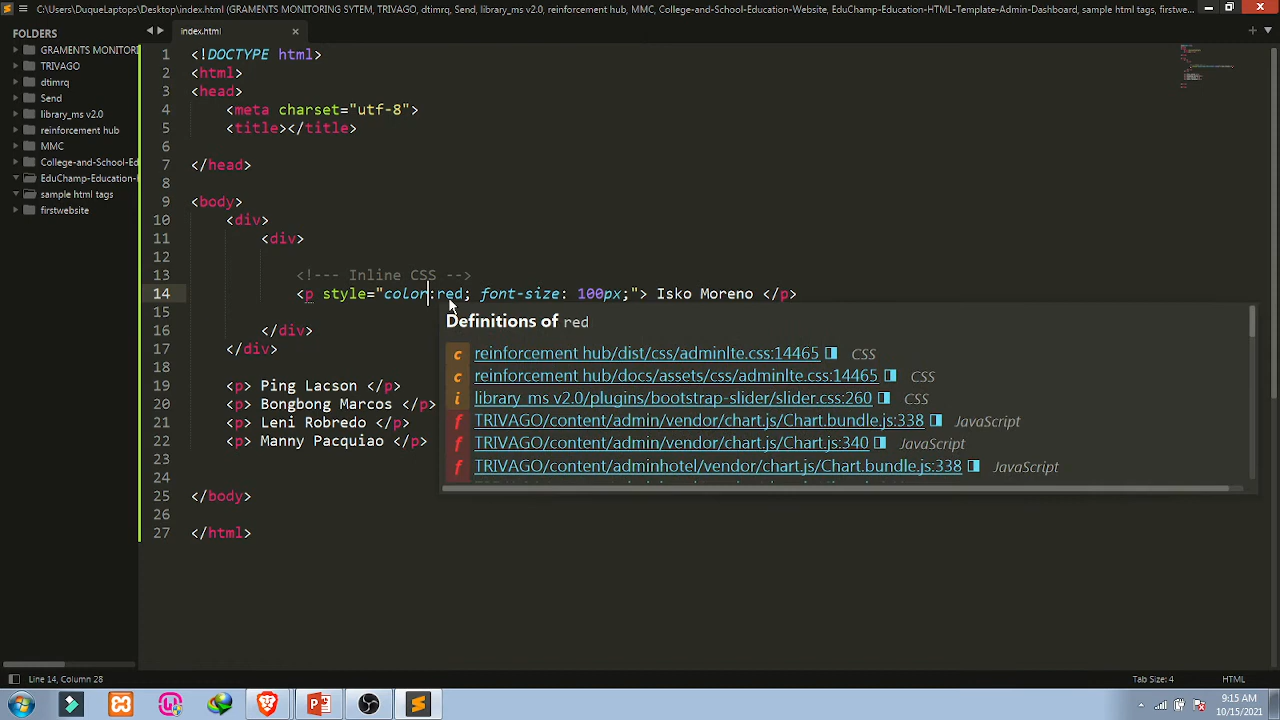 C:\Users\DuqueLaptops\Desktop\index.html (GRAMENTS MONITORING SYTEM, TRIVAGO, dtimrq, Send, library_ms v2.0, reinforcement hub, MMC, College-and-School-Education-Website, EduChamp-Education-HTML-Template-Admin-Dashboard, sample html tags, firstwe...
FOLDERS
GRAMENTS MONITORI
TRIVAGO
dtimrq
Send
library_ms v2.0
reinforcement hub
MMC
College-and-School-Ed
EduChamp-Education-
sample html tags
firstwebsite
index.html
1 <!DOCTYPE html>
2 <html>
3 <head>
4 <meta charset="utf-8">
5 <title></title>
6
7 </head>
8
9 <body>
10 <div>
11 <div>
12
13 <!--- Inline CSS -->
14 <p style="color:red; font-size: 100px;"> Isko Moreno </p>
15
16 </div>
17 </div>
18
19 <p> Ping Lacson </p>
20 <p> Bongbong Marcos </p>
21 <p> Leni Robredo </p>
22 <p> Manny Pacquiao </p>
23
24
25 </body>
26
27 </html>
Definitions of red
c reinforcement hub/dist/css/adminlte.css:14465 CSS
c reinforcement hub/docs/assets/css/adminlte.css:14465 CSS
i library_ms v2.0/plugins/bootstrap-slider/slider.css:260 CSS
f TRIVAGO/content/admin/vendor/chart.js/Chart.bundle.js:338 JavaScript
f TRIVAGO/content/admin/vendor/chart.js/Chart.js:340 JavaScript
f TRIVAGO/content/adminhotel/vendor/chart.js/Chart.bundle.js:338 JavaScript
Line 14, Column 28
Tab Size: 4
HTML
9:15 AM
10/15/2021